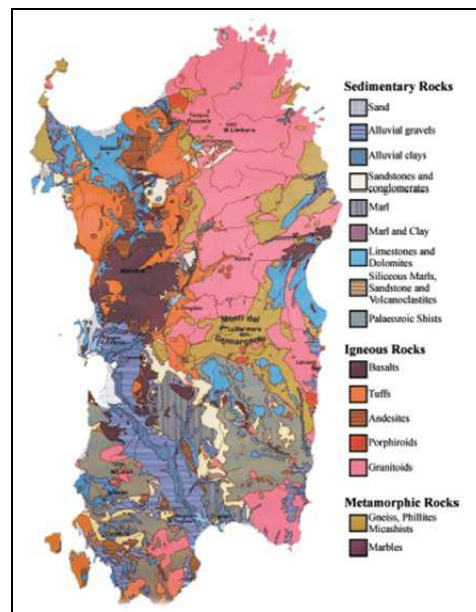 Sedimentary Rocks
Sand
Alluvial gravels
Alluvial clays
Sandstones and
conglomerates
Marl
Marl and Clay
Limestones and
Dolomites
Siliceous Marls,
Sandstone and
Volcanoclastites
Palaeozoic Shists
Igneous Rocks
Basalts
Tuffs
Andesites
Porphiroids
Granitoids
Metamorphic Rocks
Gneiss, Phillites
Micashists
Marbles
M.Limbara
Monti del
Gennargentu